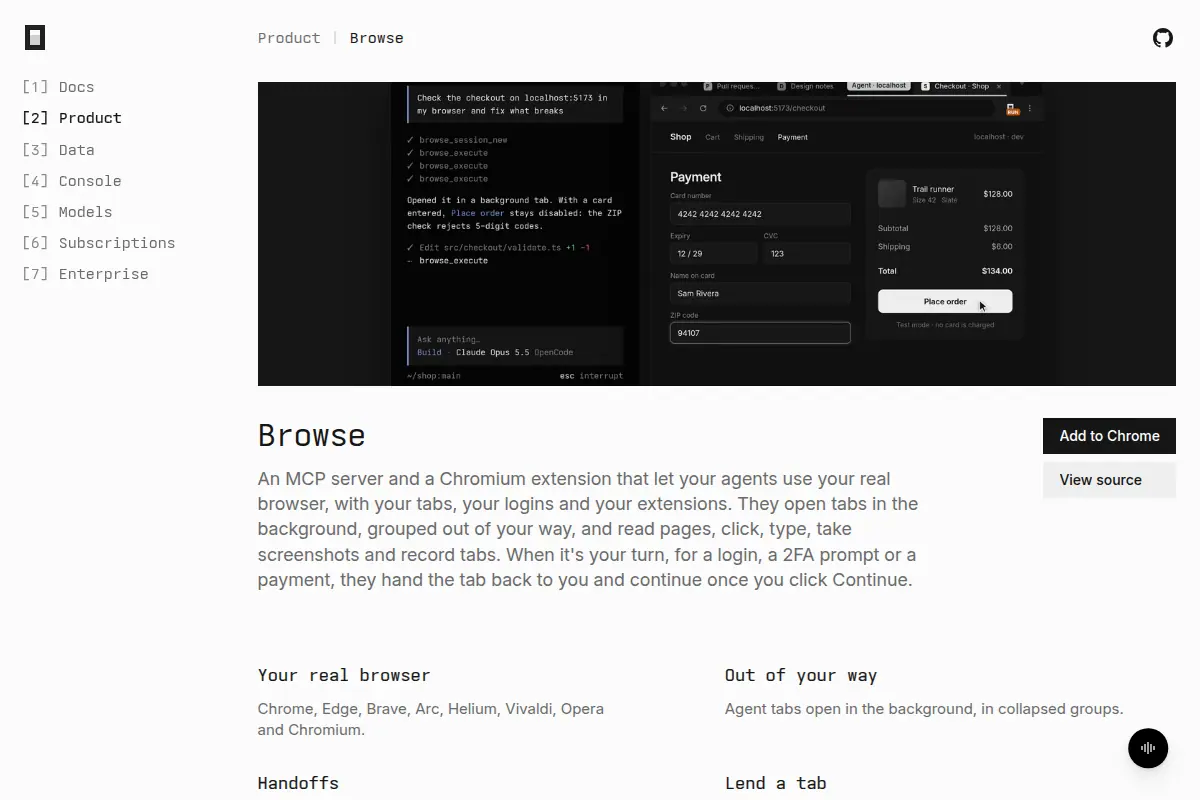 Product | Browse
[1] Docs
[2] Product
[3] Data
[4] Console
[5] Models
[6] Subscriptions
[7] Enterprise
Check the checkout on localhost:5173 in
my browser and fix what breaks
✓ browse_session_new
✓ browse_execute
✓ browse_execute
✓ browse_execute
Opened it in a background tab. With a card
entered, Place order stays disabled: the ZIP
check rejects 5-digit codes.
✓ Edit src/checkout/validate.ts +1 −1
~ browse_execute
Ask anything…
Build · Claude Opus 5.5 OpenCode
~/shop:main esc interrupt
Pull reques… Design notes Agent · localhost Checkout · Shop ×
localhost:5173/checkout
Shop Cart Shipping Payment localhost · dev
Payment
Card number
4242 4242 4242 4242
Expiry CVC
12 / 29 123
Name on card
Sam Rivera
ZIP code
94107
Trail runner $128.00
Size 42 · Slate
Subtotal $128.00
Shipping $6.00
Total $134.00
Place order
Test mode · no card is charged
Browse
An MCP server and a Chromium extension that let your agents use your real
browser, with your tabs, your logins and your extensions. They open tabs in the
background, grouped out of your way, and read pages, click, type, take
screenshots and record tabs. When it's your turn, for a login, a 2FA prompt or a
payment, they hand the tab back to you and continue once you click Continue.
Add to Chrome
View source
Your real browser
Chrome, Edge, Brave, Arc, Helium, Vivaldi, Opera
and Chromium.
Out of your way
Agent tabs open in the background, in collapsed groups.
Handoffs
Lend a tab